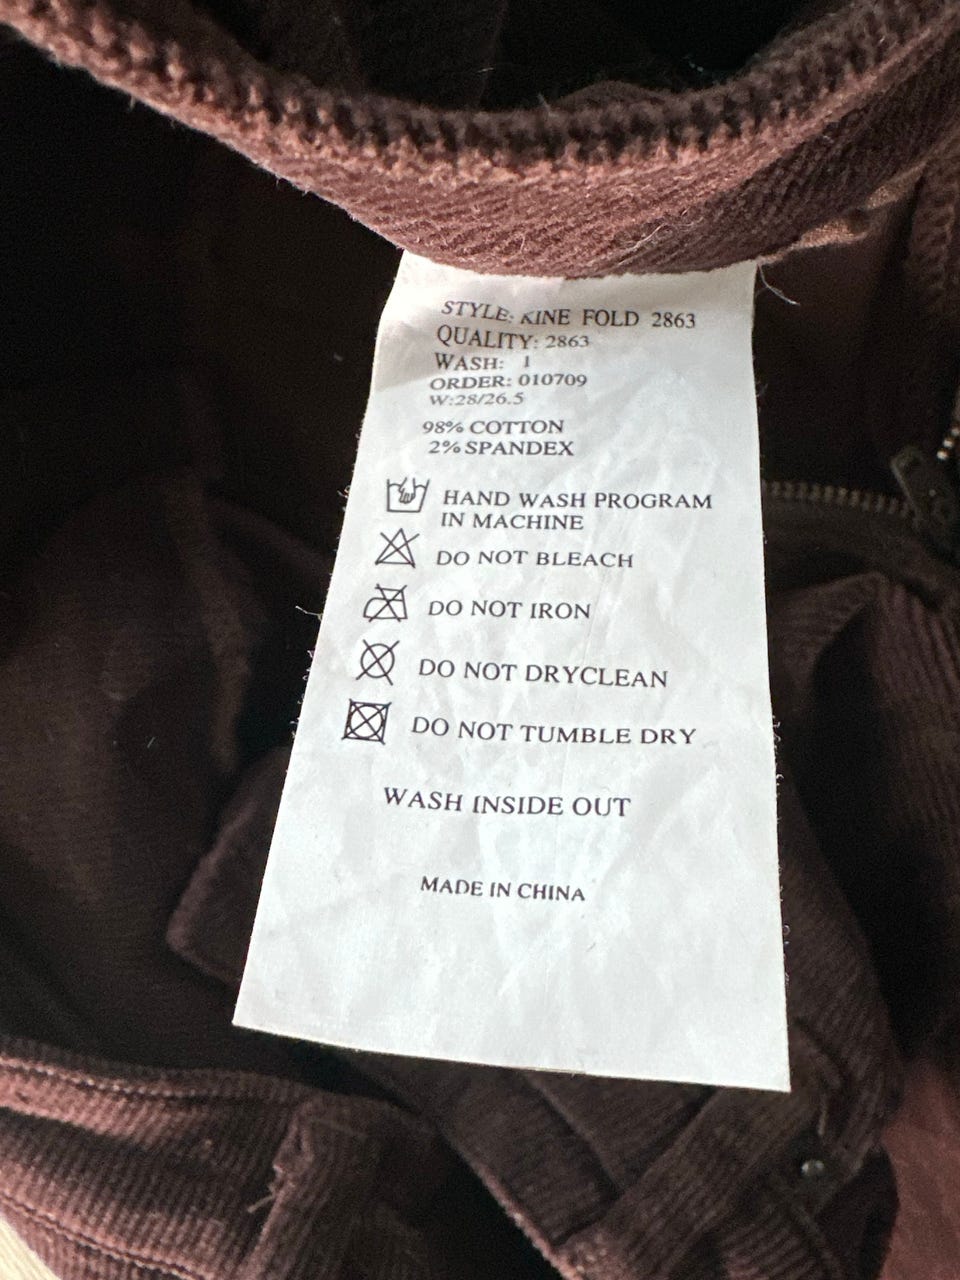 STYLE: KINE FOLD 2863
QUALITY: 2863
WASH: 1
ORDER: 010709
W:28/26.5
98% COTTON
2% SPANDEX
HAND WASH PROGRAM
IN MACHINE
DO NOT BLEACH
DO NOT IRON
DO NOT DRYCLEAN
DO NOT TUMBLE DRY
WASH INSIDE OUT
MADE IN CHINA